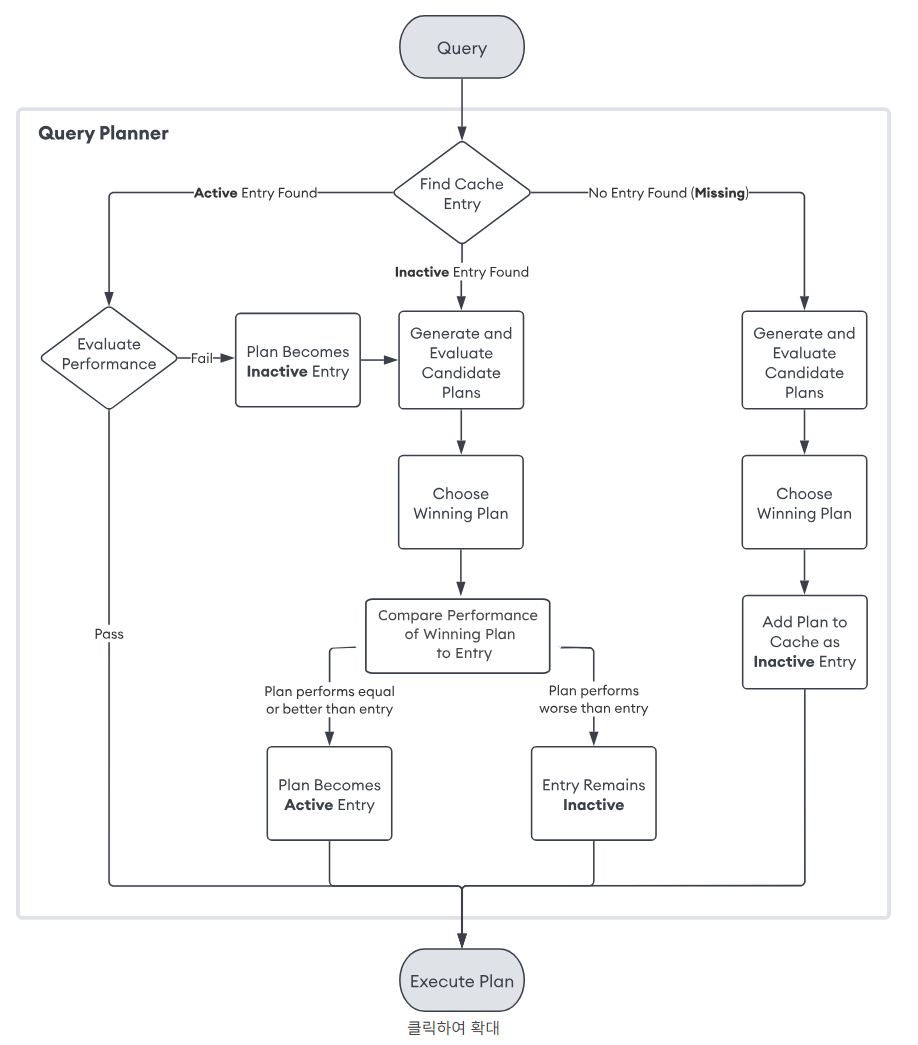 Query
Query Planner
Find Cache
Entry
Active Entry Found
No Entry Found (Missing)
Inactive Entry Found
Evaluate
Performance
Fail
Plan Becomes
Inactive Entry
Generate and
Evaluate
Candidate
Plans
Generate and
Evaluate
Candidate
Plans
Choose
Winning Plan
Choose
Winning Plan
Compare Performance
of Winning Plan
to Entry
Add Plan to
Cache as
Inactive Entry
Pass
Plan performs equal
or better than entry
Plan performs
worse than entry
Plan Becomes
Active Entry
Entry Remains
Inactive
Execute Plan
클릭하여 확대